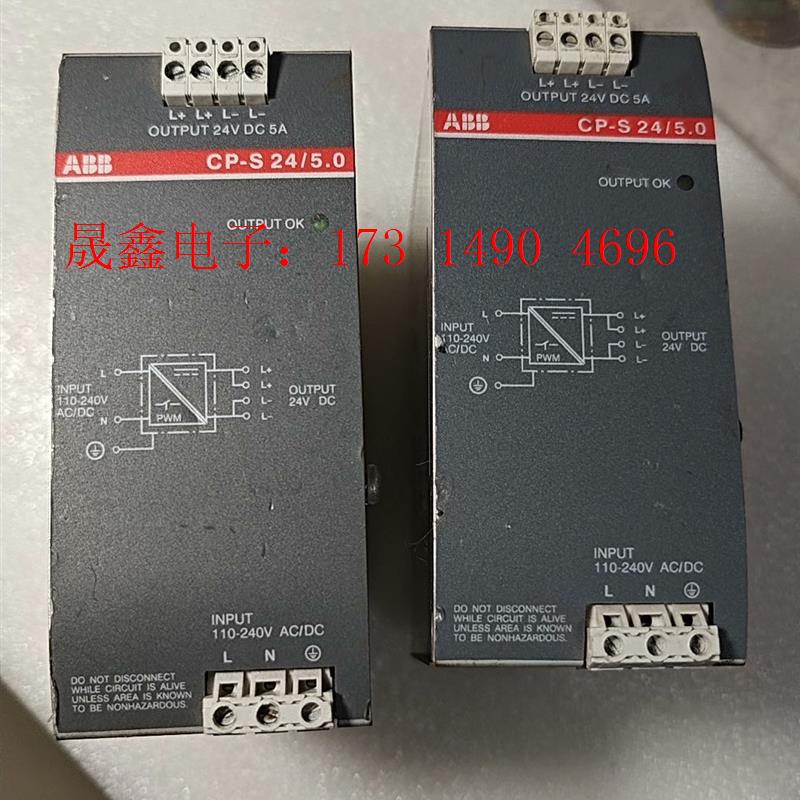 L+ L+ L- L-
OUTPUT 24V DC 5A
ABB CP-S 24/5.0
OUTPUT OK
L
N
INPUT
110-240V
AC/DC
PWM
L+
L+
L-
L-
OUTPUT
24V DC
INPUT
110-240V AC/DC
L N
DO NOT DISCONNECT
WHILE CIRCUIT IS ALIVE
UNLESS AREA IS KNOWN
TO BE NONHAZARDOUS.
L+ L+ L- L-
OUTPUT 24V DC 5A
ABB CP-S 24/5.0
OUTPUT OK
L
N
INPUT
110-240V
AC/DC
PWM
L+
L+
L-
L-
OUTPUT
24V DC
INPUT
110-240V AC/DC
L N
DO NOT DISCONNECT
WHILE CIRCUIT IS ALIVE
UNLESS AREA IS KNOWN
TO BE NONHAZARDOUS.
晟鑫电子：173 1490 4696